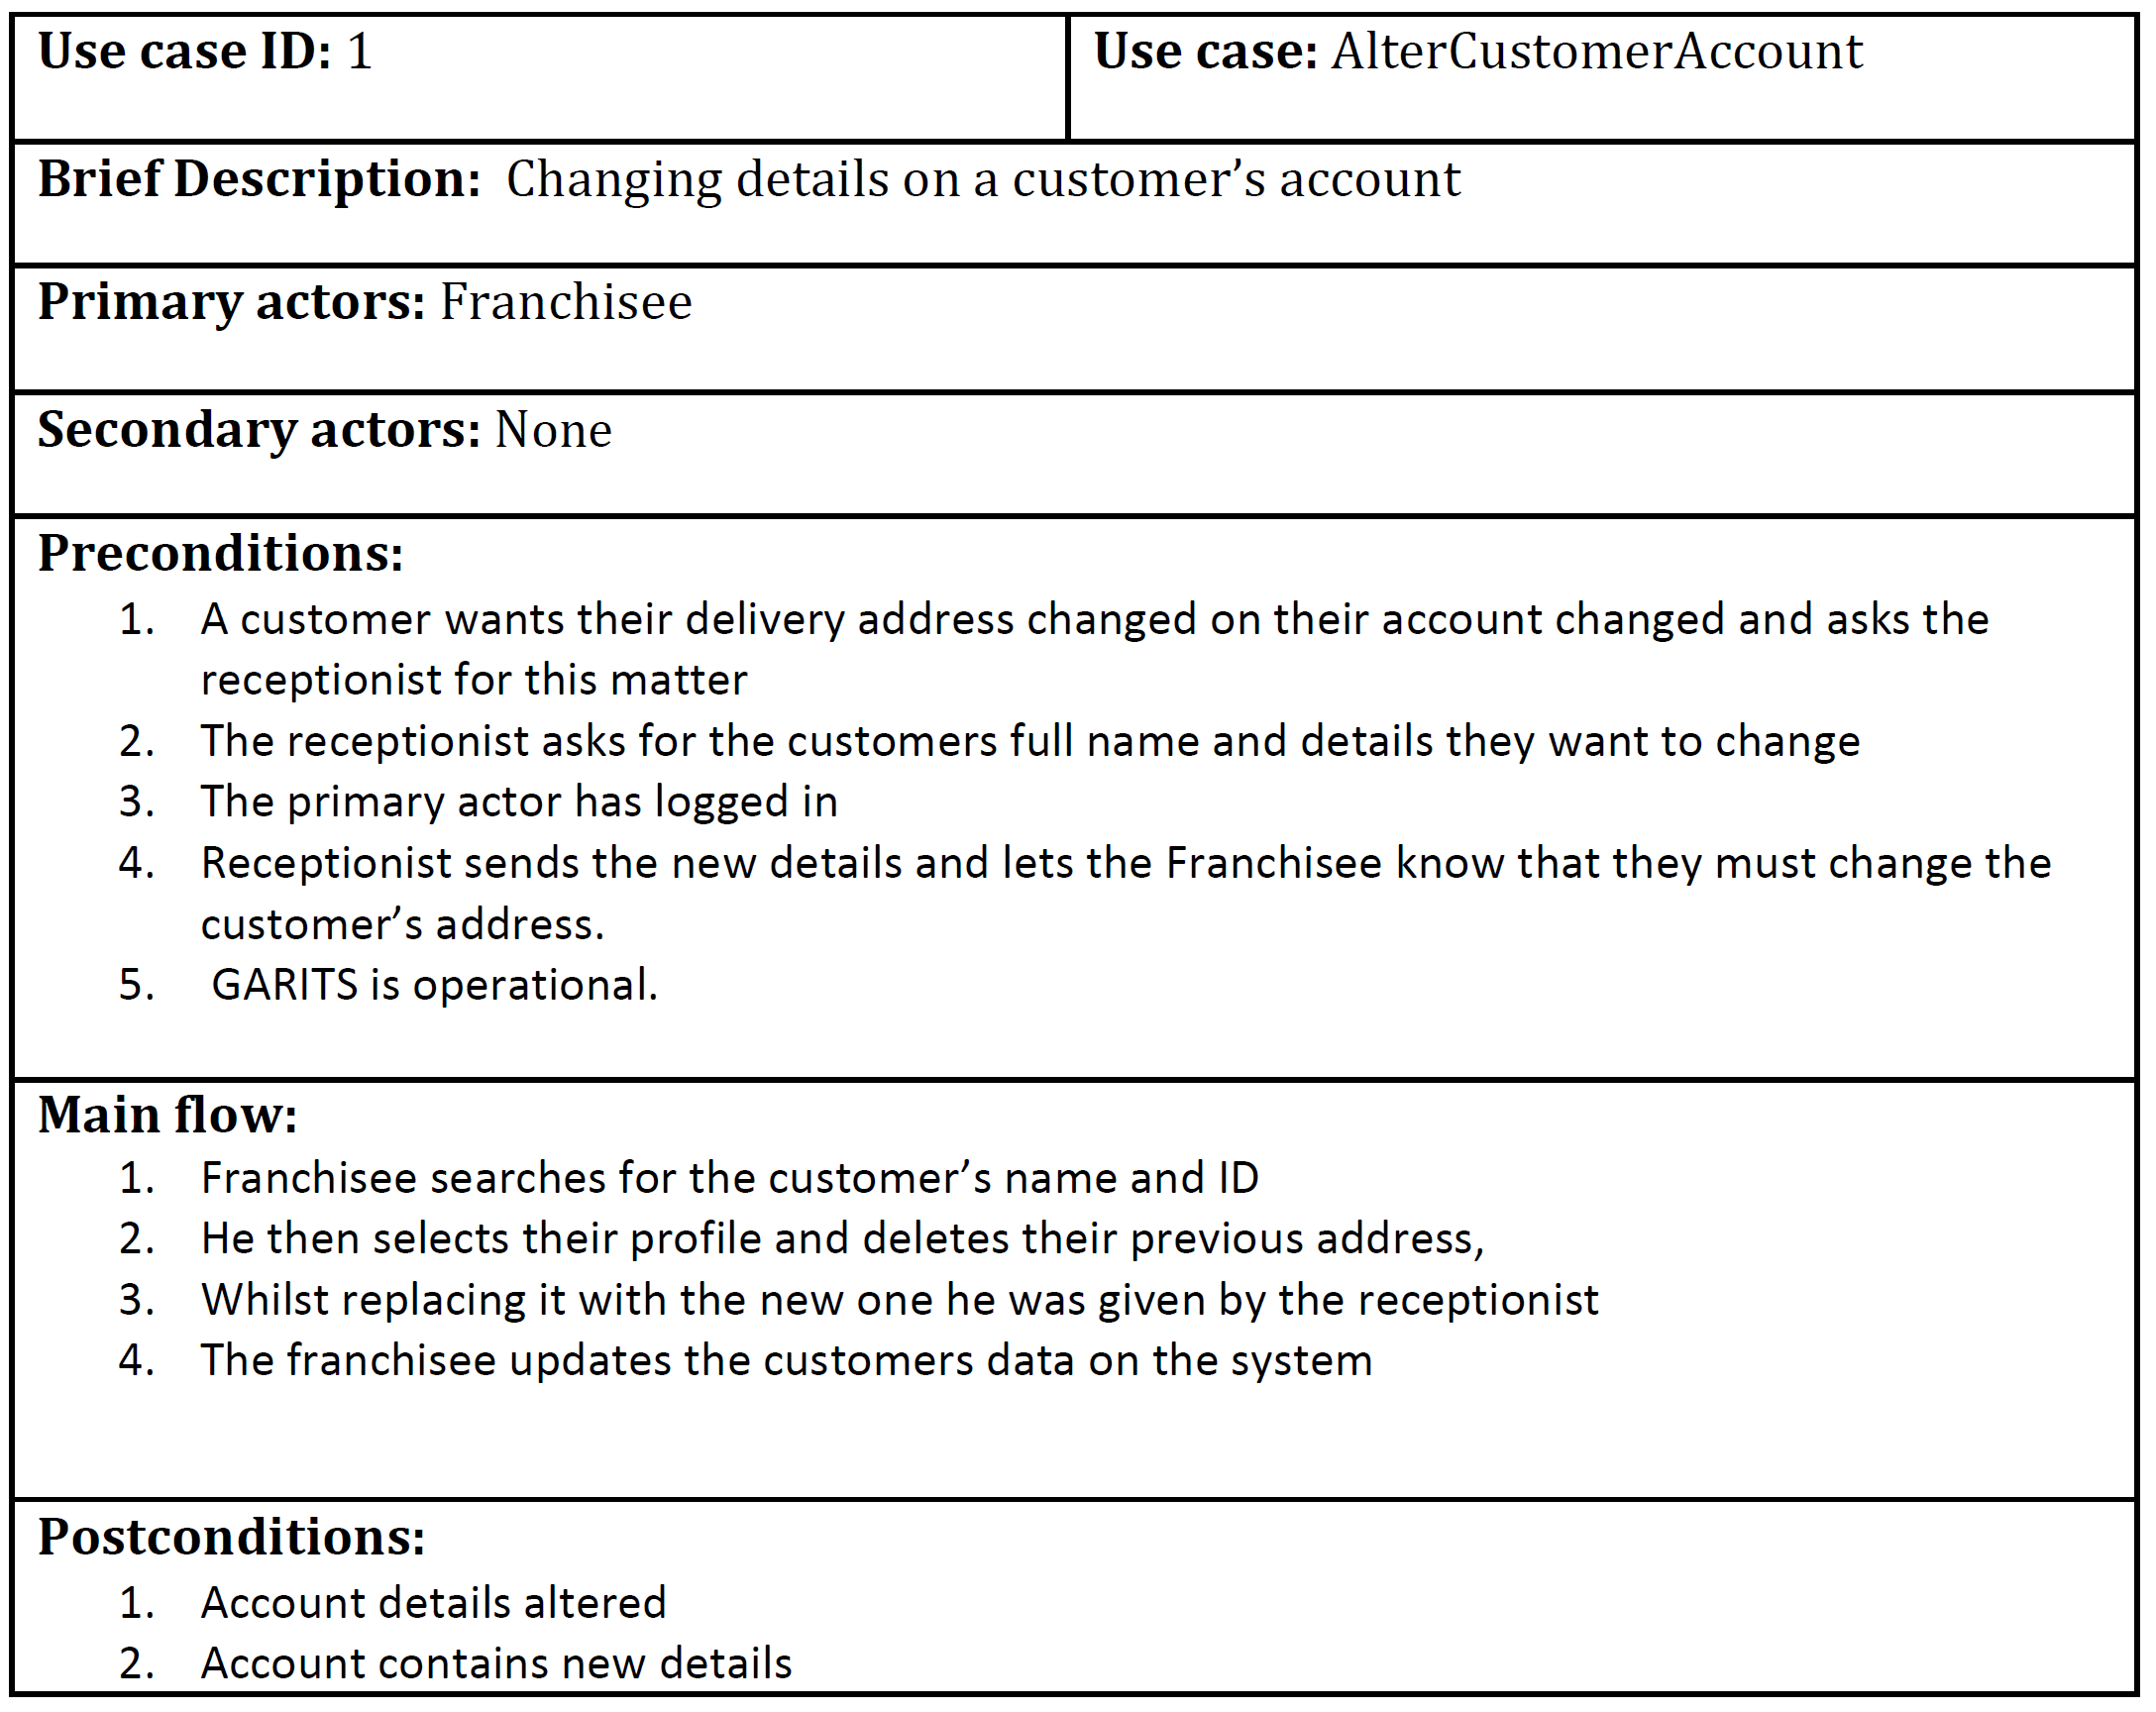 Use case ID: 1
Use case: AlterCustomerAccount
Brief Description:  Changing details on a customer’s account
Primary actors: Franchisee
Secondary actors: None
Preconditions:
1. A customer wants their delivery address changed on their account changed and asks the
receptionist for this matter
2. The receptionist asks for the customers full name and details they want to change
3. The primary actor has logged in
4. Receptionist sends the new details and lets the Franchisee know that they must change the
customer’s address.
5. GARITS is operational.
Main flow:
1. Franchisee searches for the customer’s name and ID
2. He then selects their profile and deletes their previous address,
3. Whilst replacing it with the new one he was given by the receptionist
4. The franchisee updates the customers data on the system
Postconditions:
1. Account details altered
2. Account contains new details